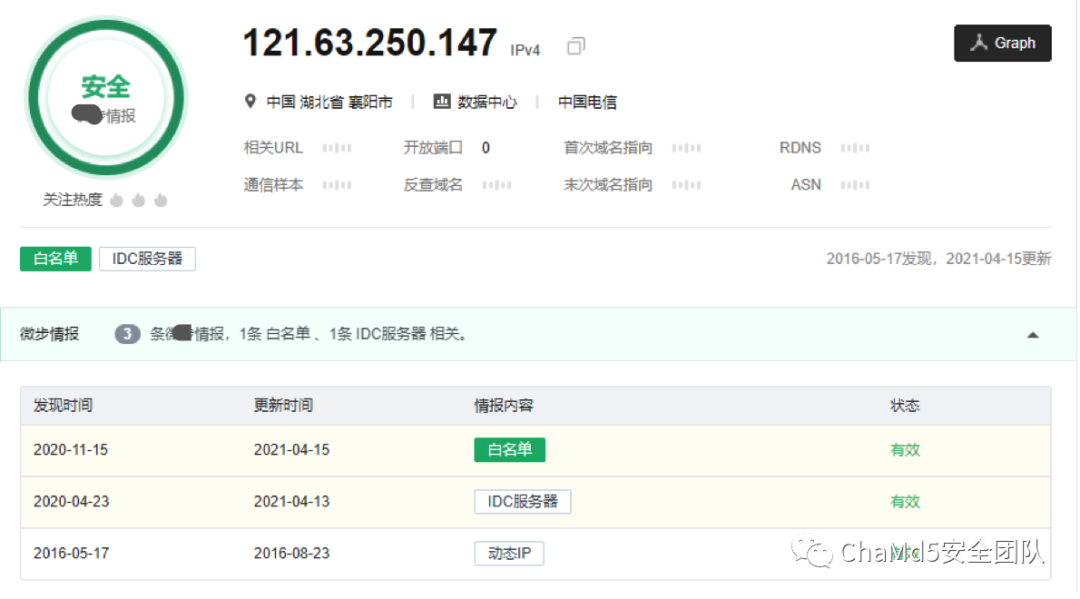 121.63.250.147 IPv4
Graph
安全
情报
中国 湖北省 襄阳市 | 数据中心 | 中国电信
相关URL 开放端口 0 首次域名指向 RDNS
通信样本 反查域名 末次域名指向 ASN
关注热度
白名单 IDC服务器 2016-05-17发现，2021-04-15更新
微步情报 3 条微 情报，1条 白名单 、1条 IDC服务器 相关。
发现时间 更新时间 情报内容 状态
2020-11-15 2021-04-15 白名单 有效
2020-04-23 2021-04-13 IDC服务器 有效
2016-05-17 2016-08-23 动态IP
ChaMd5安全团队